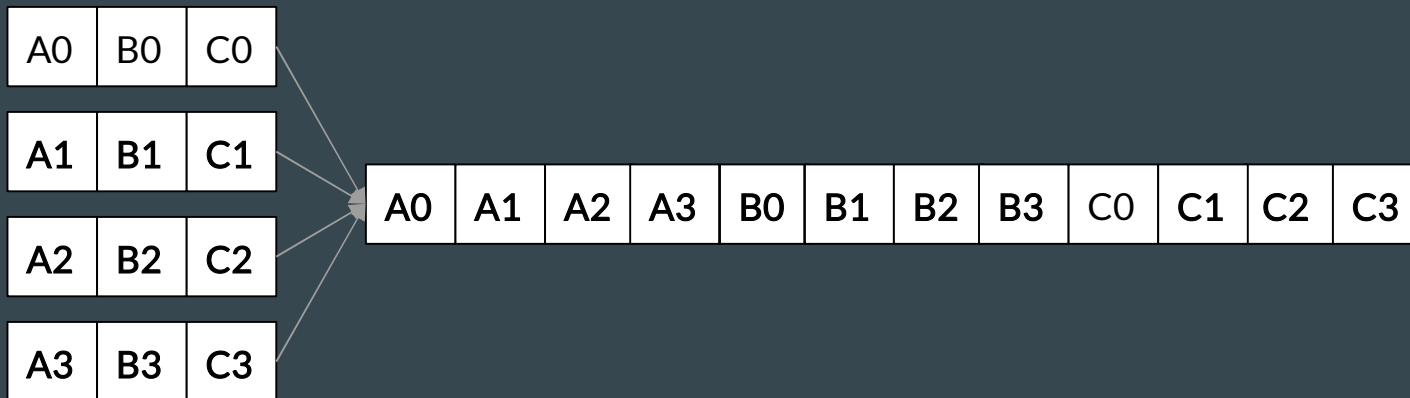 A0 B0 C0
A1 B1 C1
A0 A1 A2 A3 B0 B1 B2 B3 C0 C1 C2 C3
A2 B2 C2
A3 B3 C3